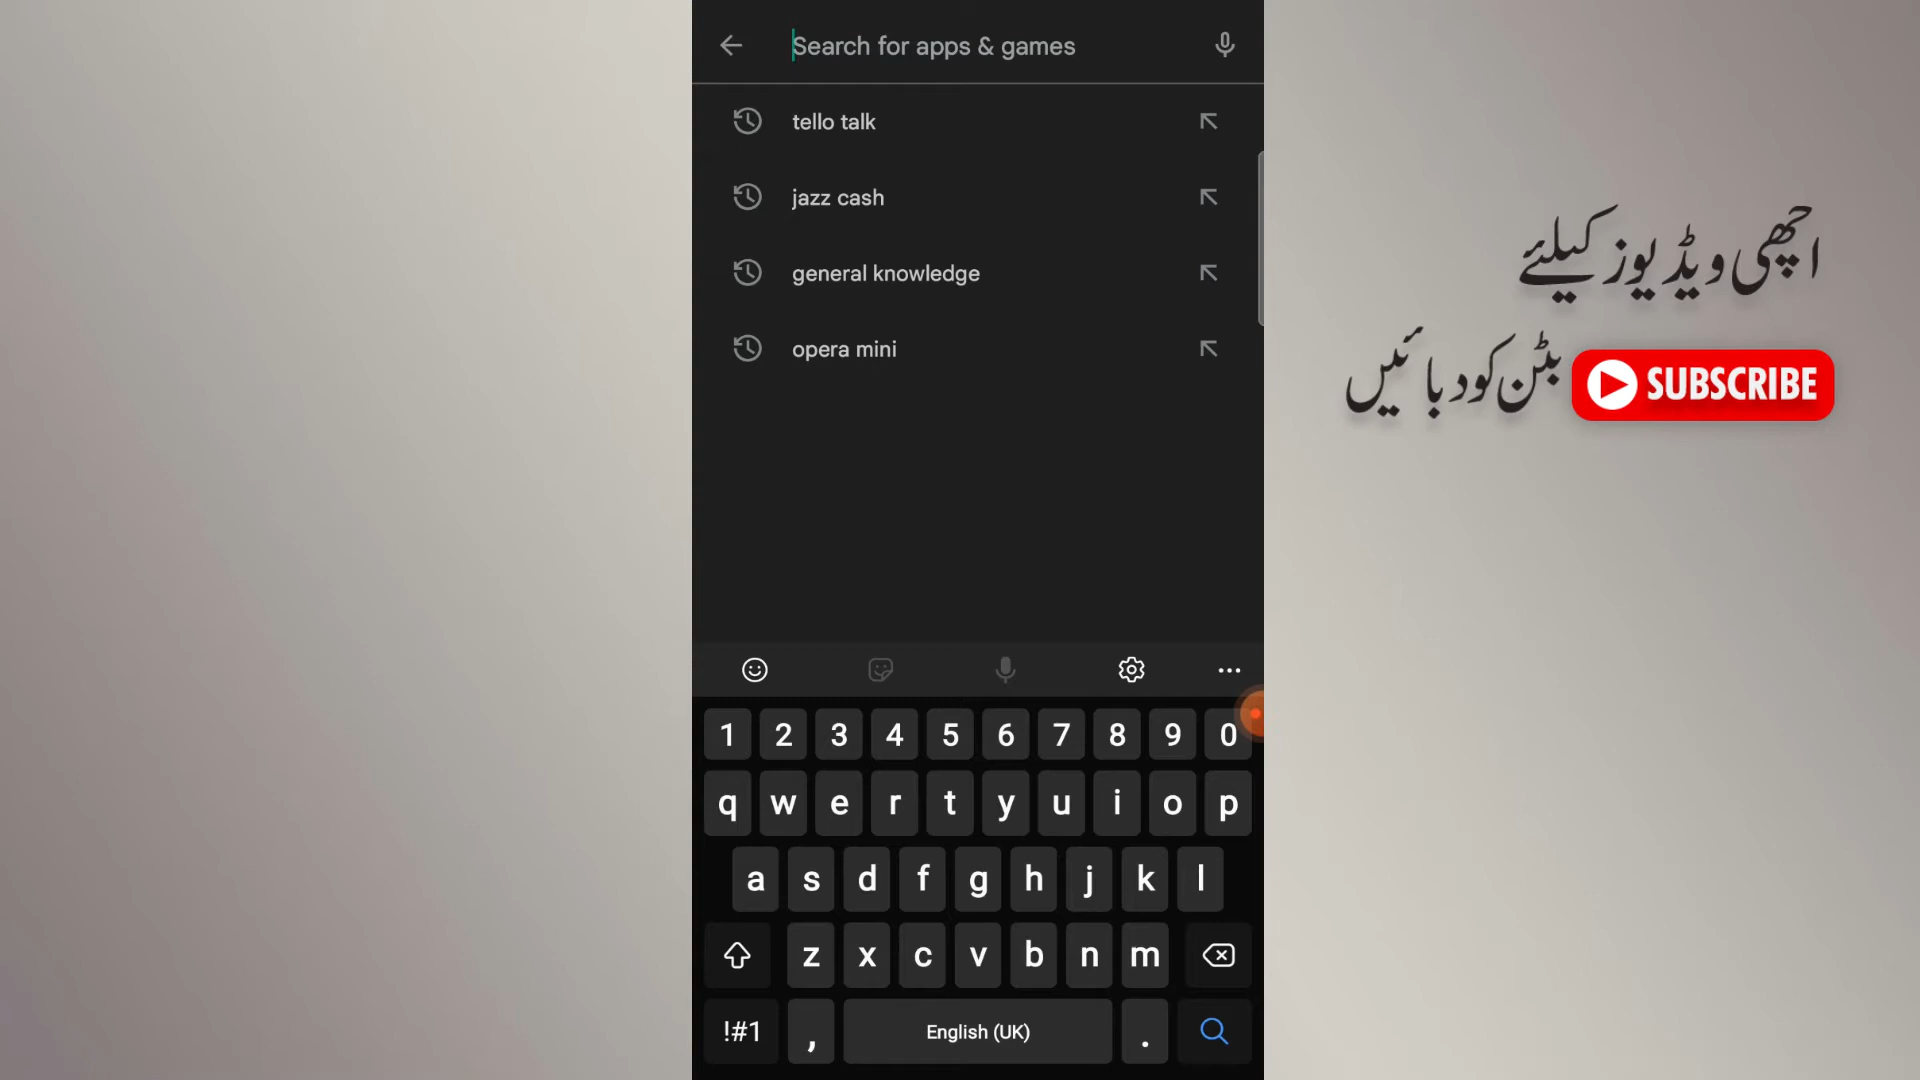 Search for apps & games
tello talk
jazz cash
general knowledge
opera mini
1 2 3 4 5 6 7 8 9 0
q w e r t y u i o p
a s d f g h j k l
z x c v b n m
!#1 , English (UK) .
اچھی ویڈیوز کیلئے
SUBSCRIBE بٹن کو دبائیں